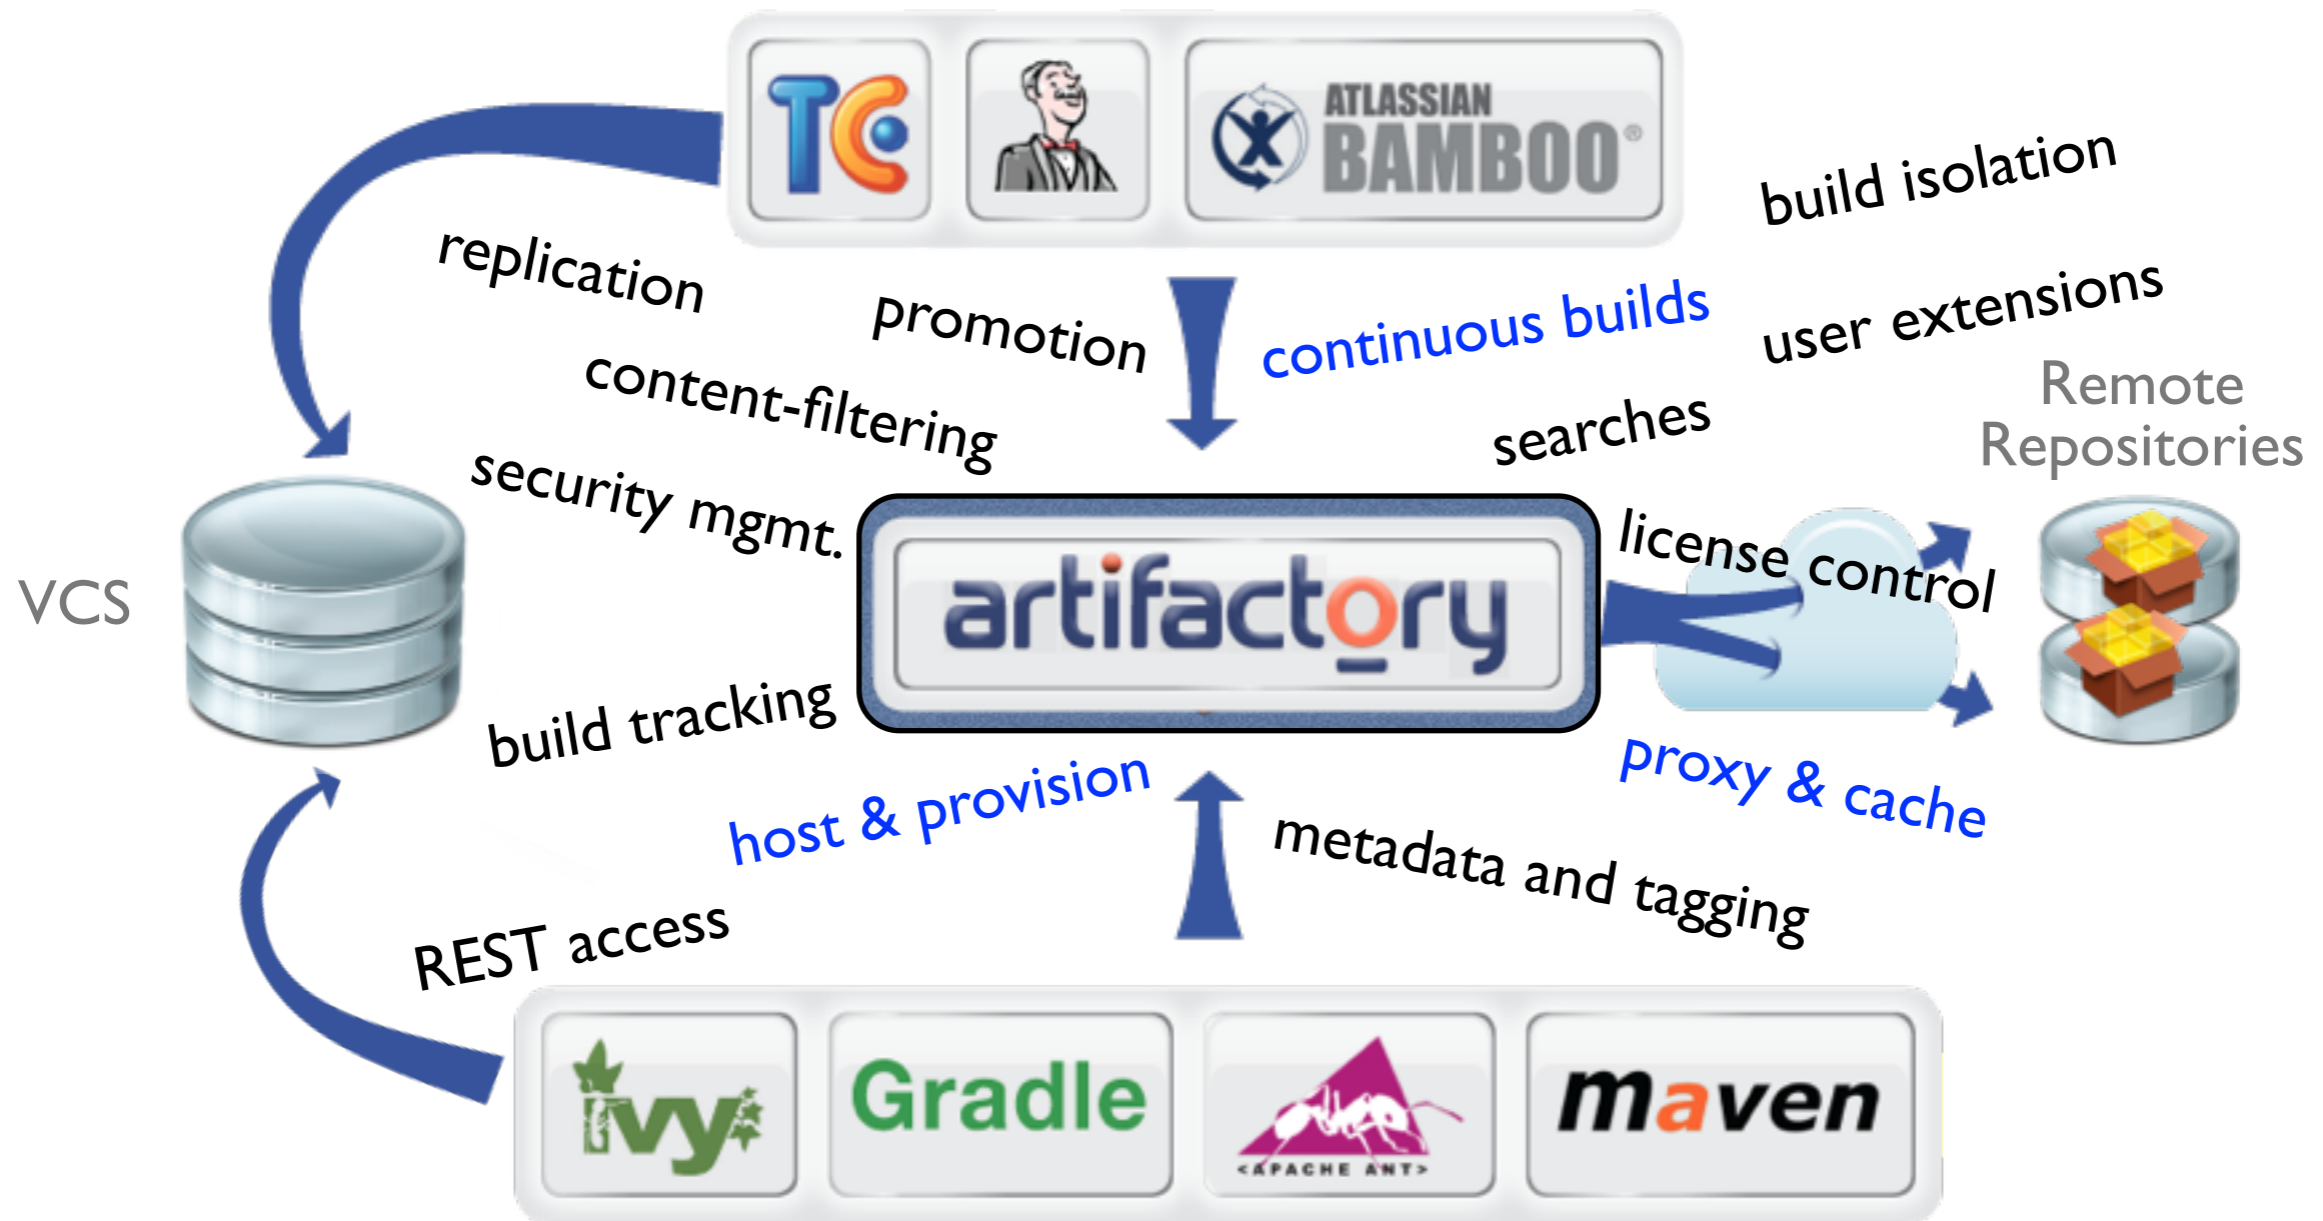 TC
ATLASSIAN
BAMBOO®
build isolation
replication
promotion
continuous builds
user extensions
content-filtering
searches
Remote
Repositories
security mgmt.
license control
artifactory
VCS
build tracking
host & provision
proxy & cache
metadata and tagging
REST access
ivy
Gradle
<APACHE ANT>
maven